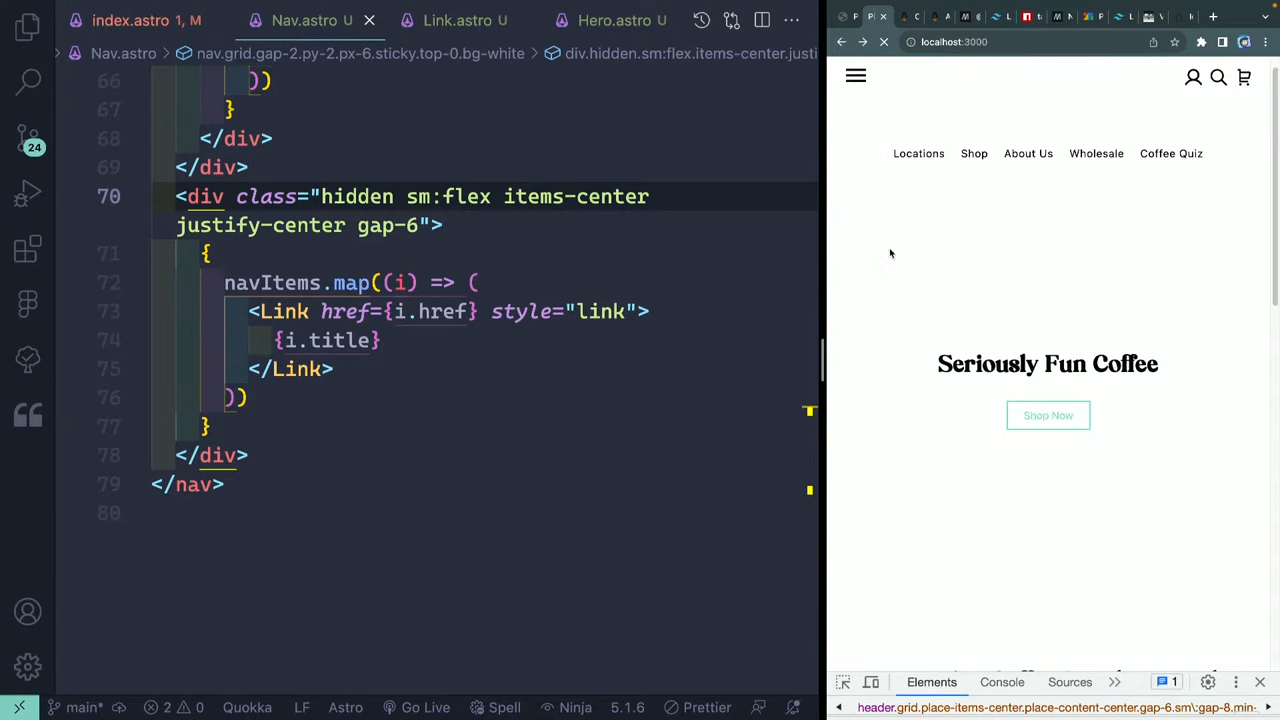 index.astro 1, M
Nav.astro U
Link.astro U
Hero.astro U
Nav.astro > nav.grid.gap-2.py-2.px-6.sticky.top-0.bg-white > div.hidden.sm:flex.items-center.justi
66 ))
67 }
68 </div>
69 </div>
70 <div class="hidden sm:flex items-center
justify-center gap-6">
71 {
72 navItems.map((i) => (
73 <Link href={i.href} style="link">
74 {i.title}
75 </Link>
76 ))
77 }
78 </div>
79 </nav>
80
24
main* 2 0 Quokka LF Astro Go Live Spell Ninja 5.1.6 Prettier
localhost:3000
Locations Shop About Us Wholesale Coffee Quiz
Seriously Fun Coffee
Shop Now
Elements Console Sources 1
header.grid.place-items-center.place-content-center.gap-6.sm\:gap-8.min-